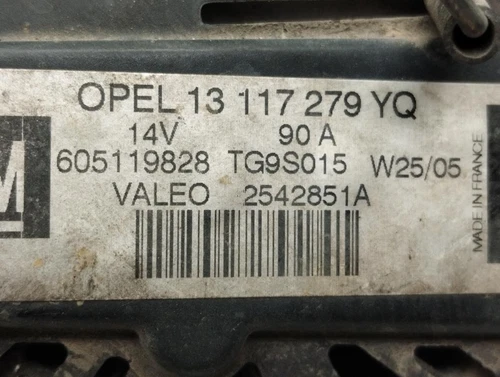 OPEL 13 117 279 YQ
14V 90 A
605119828 TG9S015 W25/05
VALEO 2542851A
MADE IN FRANCE